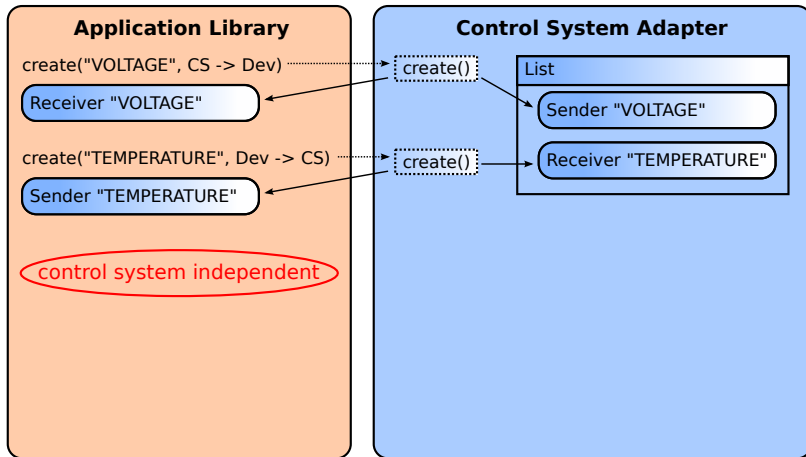 Application Library
create("VOLTAGE", CS -> Dev)
Receiver "VOLTAGE"
create("TEMPERATURE", Dev -> CS)
Sender "TEMPERATURE"
control system independent
Control System Adapter
create()
create()
List
Sender "VOLTAGE"
Receiver "TEMPERATURE"